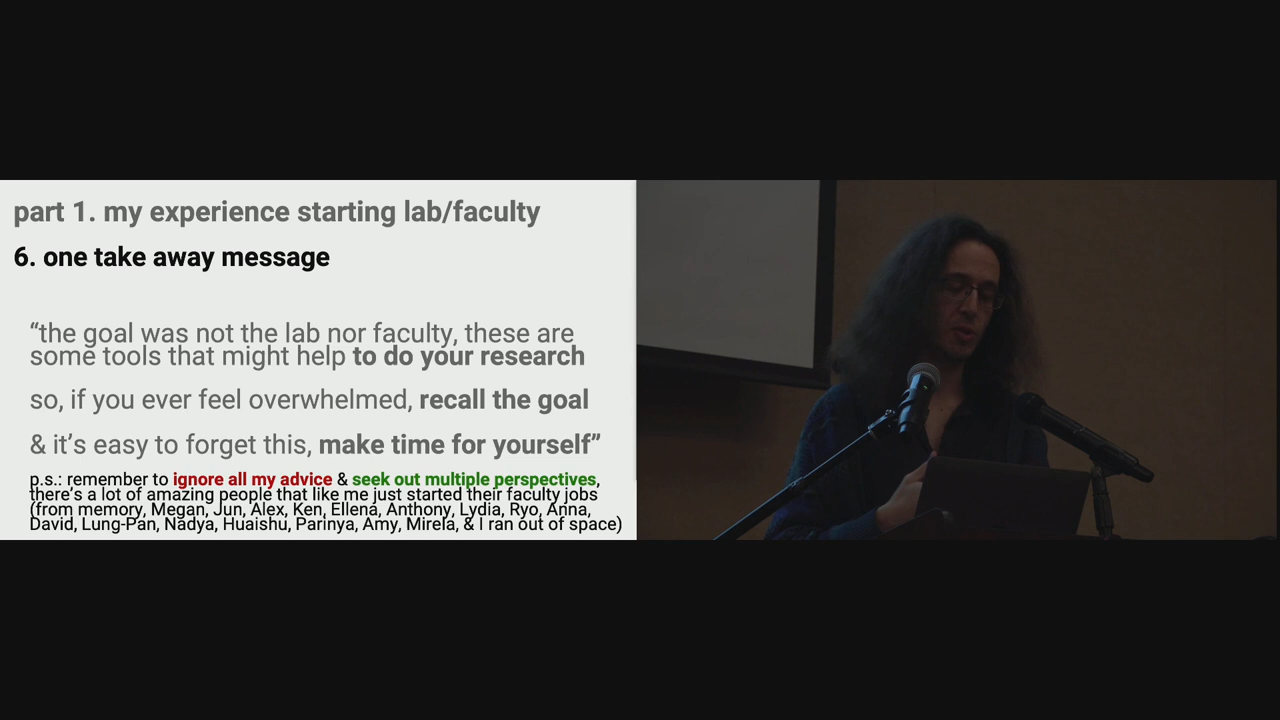 part 1. my experience starting lab/faculty
6. one take away message
“the goal was not the lab nor faculty, these are
some tools that might help to do your research
so, if you ever feel overwhelmed, recall the goal
& it’s easy to forget this, make time for yourself”
p.s.: remember to ignore all my advice & seek out multiple perspectives,
there’s a lot of amazing people that like me just started their faculty jobs
(from memory, Megan, Jun, Alex, Ken, Ellena, Anthony, Lydia, Ryo, Anna,
David, Lung-Pan, Nadya, Huaishu, Parinya, Amy, Mirela, & I ran out of space)